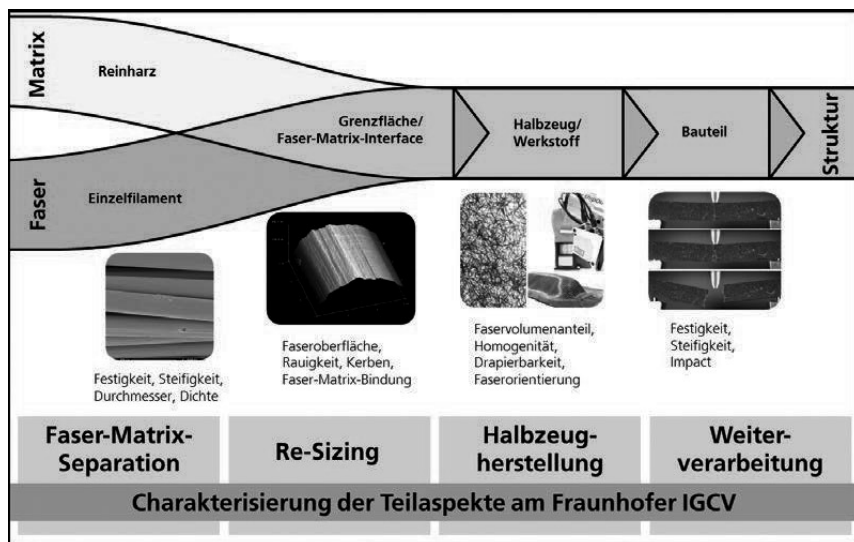 Matrix
Reinharz
Grenzfläche/
Faser-Matrix-Interface
Halbzeug/
Werkstoff
Bauteil
Struktur
Faser
Einzelfilament
Festigkeit, Steifigkeit,
Durchmesser, Dichte
Faseroberfläche,
Rauigkeit, Kerben,
Faser-Matrix-Bindung
Faservolumenanteil,
Homogenität,
Drapierbarkeit,
Faserorientierung
Festigkeit,
Steifigkeit,
Impact
Faser-Matrix-
Separation
Re-Sizing
Halbzeug-
herstellung
Weiter-
verarbeitung
Charakterisierung der Teilaspekte am Fraunhofer IGCV